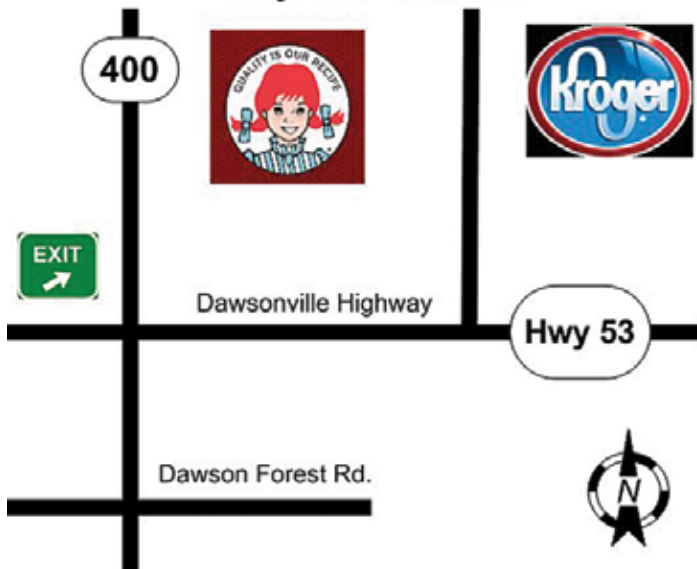 400
QUALITY IS OUR RECIPE
Kroger
EXIT
Dawsonville Highway
Hwy 53
Dawson Forest Rd.
N